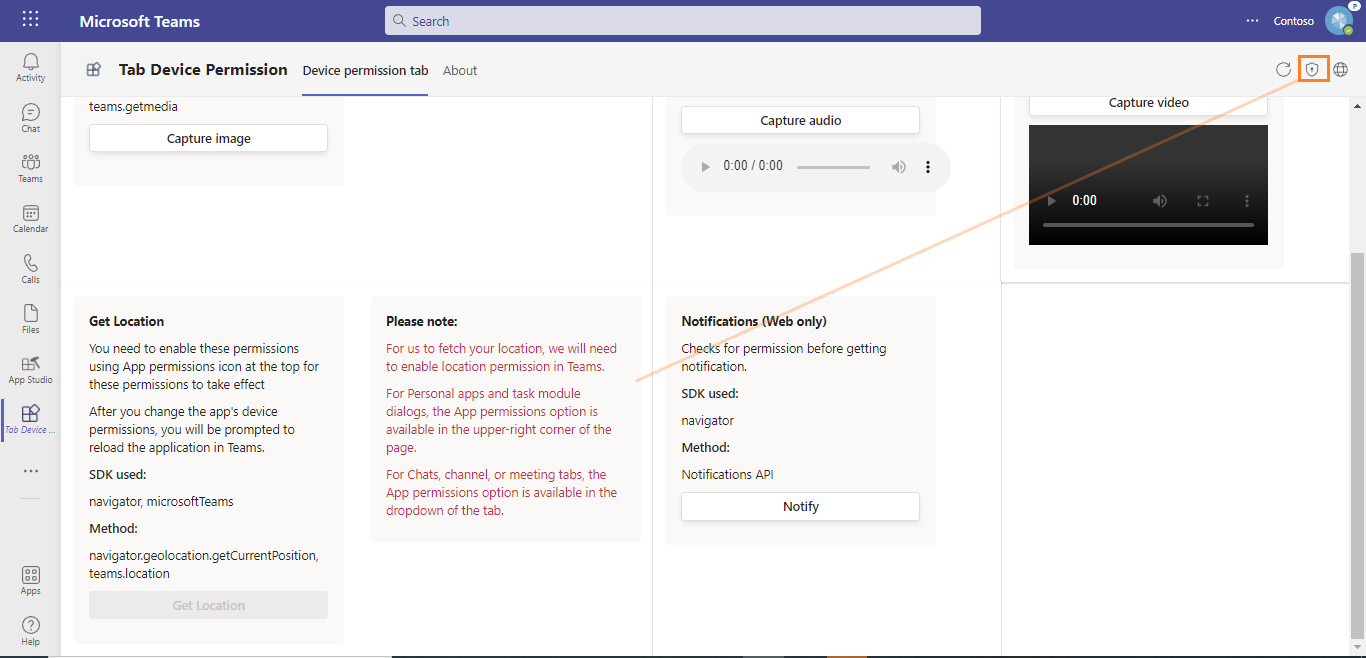 Microsoft Teams
Search
Contoso
P
Activity
Chat
Teams
Calendar
Calls
Files
App Studio
Tab Device ...
Apps
Help
Tab Device Permission
Device permission tab
About
teams.getmedia
Capture image
Capture audio
0:00 / 0:00
Capture video
0:00
Get Location
You need to enable these permissions
using App permissions icon at the top for
these permissions to take effect
After you change the app's device
permissions, you will be prompted to
reload the application in Teams.
SDK used:
navigator, microsoftTeams
Method:
navigator.geolocation.getCurrentPosition,
teams.location
Get Location
Please note:
For us to fetch your location, we will need
to enable location permission in Teams.
For Personal apps and task module
dialogs, the App permissions option is
available in the upper-right corner of the
page.
For Chats, channel, or meeting tabs, the
App permissions option is available in the
dropdown of the tab.
Notifications (Web only)
Checks for permission before getting
notification.
SDK used:
navigator
Method:
Notifications API
Notify